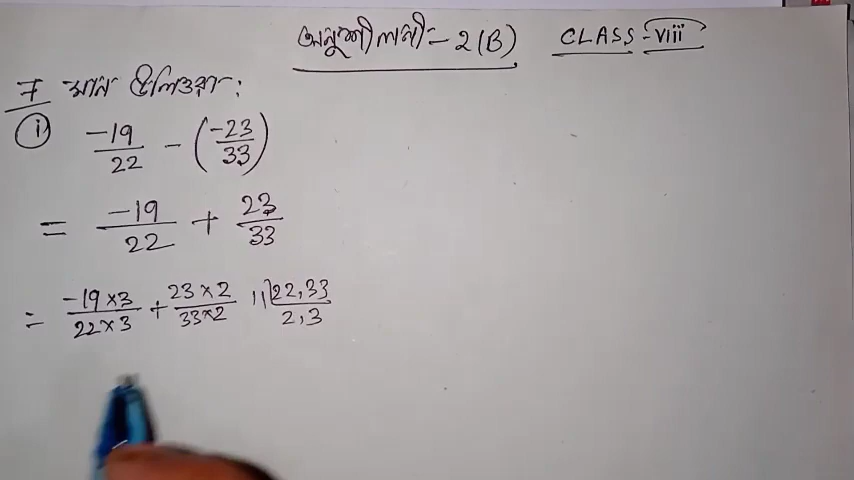 অনুশীলনী - 2(B) CLASS - viii
7 মান উলিওৱা :
i -19/22 - (-23/33)
= -19/22 + 23/33
= -19×3/22×3 + 23×2/33×2 11|22,33
2,3